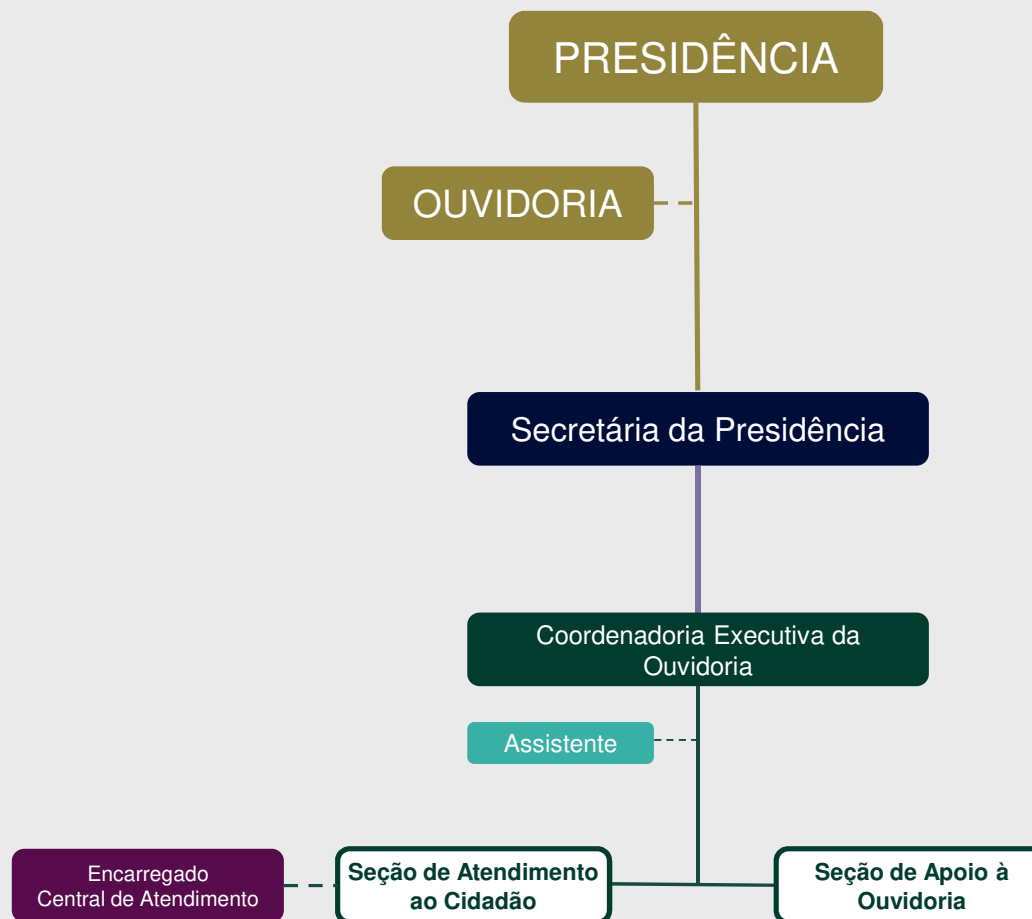 PRESIDÊNCIA
OUVIDORIA
Secretária da Presidência
Coordenadoria Executiva da
Ouvidoria
Assistente
Encarregado
Central de Atendimento
Seção de Atendimento
ao Cidadão
Seção de Apoio à
Ouvidoria